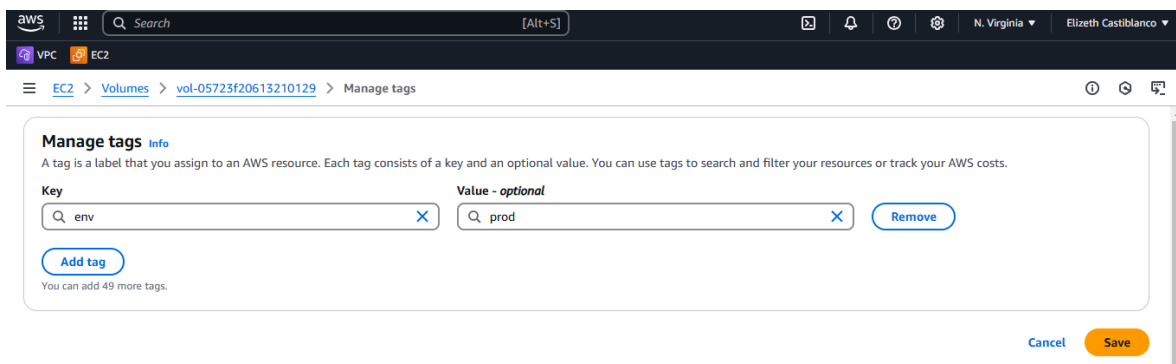 aws Search [Alt+S] N. Virginia Elizeth Castiblanco
VPC EC2
EC2 > Volumes > vol-05723f20613210129 > Manage tags
Manage tags Info
A tag is a label that you assign to an AWS resource. Each tag consists of a key and an optional value. You can use tags to search and filter your resources or track your AWS costs.
Key Value - optional
env prod Remove
Add tag
You can add 49 more tags.
Cancel Save